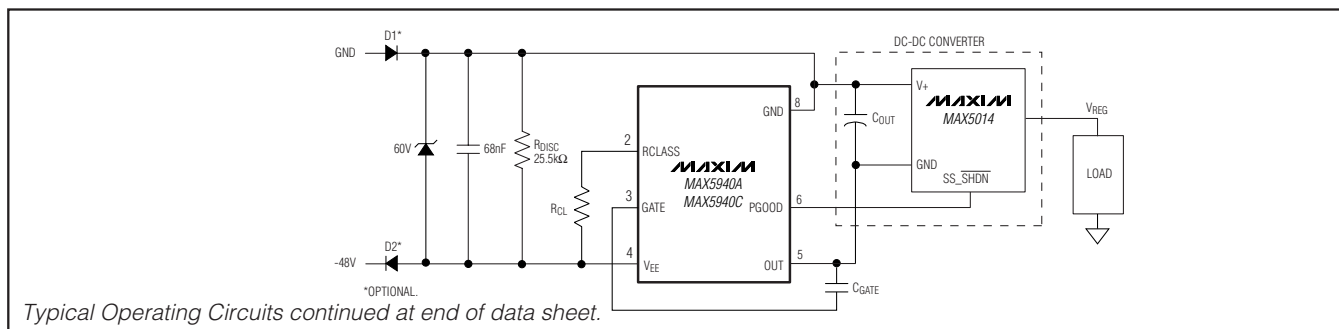 D1*
GND
DC-DC CONVERTER
V+
MAXIM
MAX5014
VREG
GND
8
COUT
60V
68nF
RDISC
25.5kΩ
2
RCLASS
MAXIM
MAX5940A
MAX5940C
GND
SS_SHDN
LOAD
RCL
3
GATE
PGOOD
6
D2*
-48V
4
VEE
OUT
5
CGATE
*OPTIONAL.
Typical Operating Circuits continued at end of data sheet.